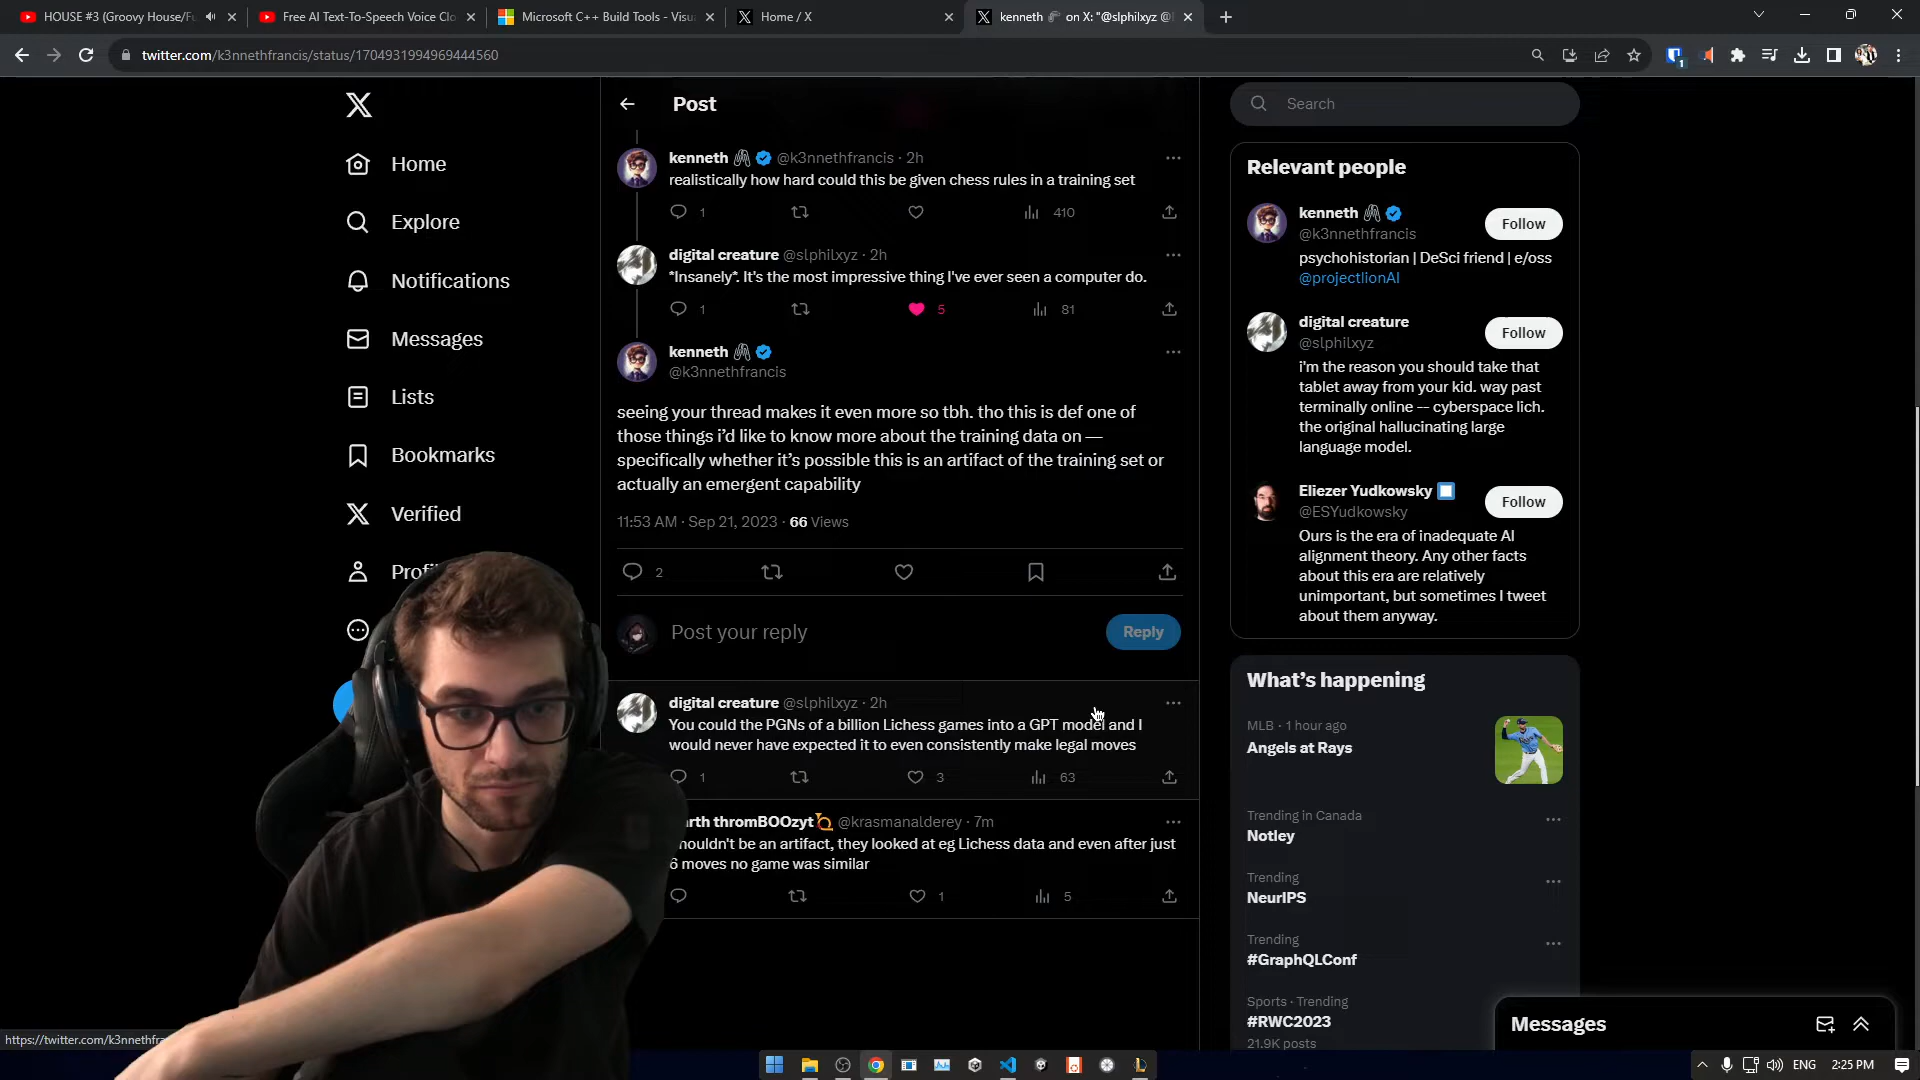 HOUSE #3 (Groovy House/Fu
Free AI Text-To-Speech Voice Clo
Microsoft C++ Build Tools - Visu
Home / X
kenneth on X: "@slphilxyz @
twitter.com/k3nnethfrancis/status/1704931994969444560
1
Home
Explore
Notifications
Messages
Lists
Bookmarks
Verified
Post
kenneth @k3nnethfrancis · 2h
realistically how hard could this be given chess rules in a training set
1
410
digital creature @slphilxyz · 2h
*Insanely*. It's the most impressive thing I've ever seen a computer do.
1
5
81
kenneth
@k3nnethfrancis
seeing your thread makes it even more so tbh. tho this is def one of
those things i'd like to know more about the training data on —
specifically whether it's possible this is an artifact of the training set or
actually an emergent capability
11:53 AM · Sep 21, 2023 · 66 Views
2
Post your reply
Reply
digital creature @slphilxyz · 2h
You could the PGNs of a billion Lichess games into a GPT model and I
would never have expected it to even consistently make legal moves
1
3
63
rth thromBOOzyt @krasmanalderey · 7m
houldn't be an artifact, they looked at eg Lichess data and even after just
6 moves no game was similar
1
5
Search
Relevant people
kenneth
@k3nnethfrancis
Follow
psychohistorian | DeSci friend | e/oss
@projectlionAI
digital creature
@slphilxyz
Follow
i'm the reason you should take that
tablet away from your kid. way past
terminally online -- cyberspace lich.
the original hallucinating large
language model.
Eliezer Yudkowsky
@ESYudkowsky
Follow
Ours is the era of inadequate AI
alignment theory. Any other facts
about this era are relatively
unimportant, but sometimes I tweet
about them anyway.
What's happening
MLB · 1 hour ago
Angels at Rays
Trending in Canada
Notley
Trending
NeurIPS
Trending
#GraphQLConf
Sports · Trending
#RWC2023
21.9K posts
Messages
https://twitter.com/k3nnethfra
ENG
2:25 PM